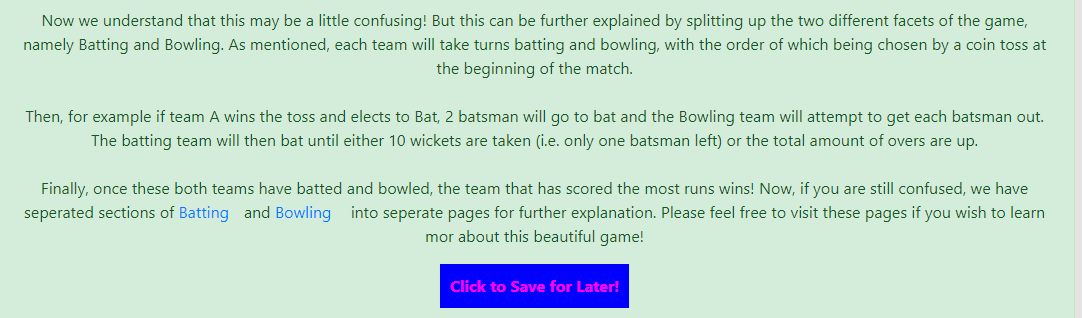 Now we understand that this may be a little confusing! But this can be further explained by splitting up the two different facets of the game,
namely Batting and Bowling. As mentioned, each team will take turns batting and bowling, with the order of which being chosen by a coin toss at
the beginning of the match.
Then, for example if team A wins the toss and elects to Bat, 2 batsman will go to bat and the Bowling team will attempt to get each batsman out.
The batting team will then bat until either 10 wickets are taken (i.e. only one batsman left) or the total amount of overs are up.
Finally, once these both teams have batted and bowled, the team that has scored the most runs wins! Now, if you are still confused, we have
seperated sections of Batting and Bowling into seperate pages for further explanation. Please feel free to visit these pages if you wish to learn
mor about this beautiful game!
Click to Save for Later!